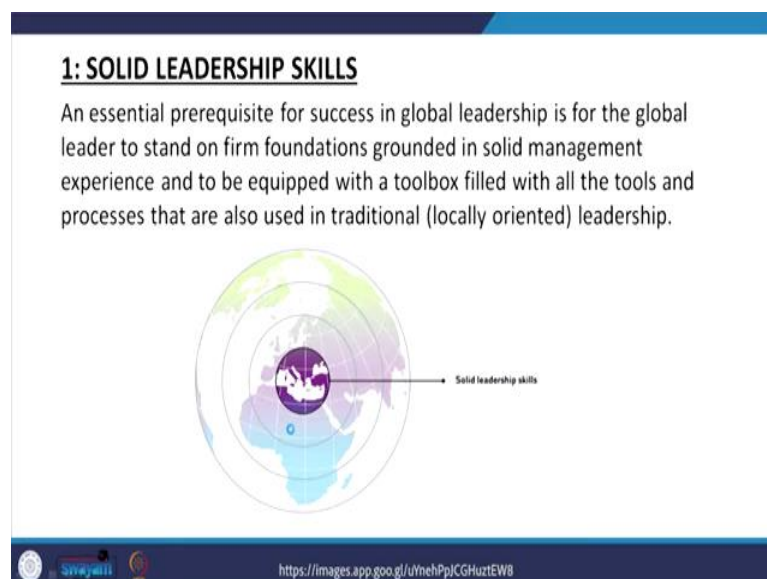 1: SOLID LEADERSHIP SKILLS
An essential prerequisite for success in global leadership is for the global
leader to stand on firm foundations grounded in solid management
experience and to be equipped with a toolbox filled with all the tools and
processes that are also used in traditional (locally oriented) leadership.
Solid leadership skills
swayam
https://images.app.goo.gl/uYnehPpJCGHuztEW8